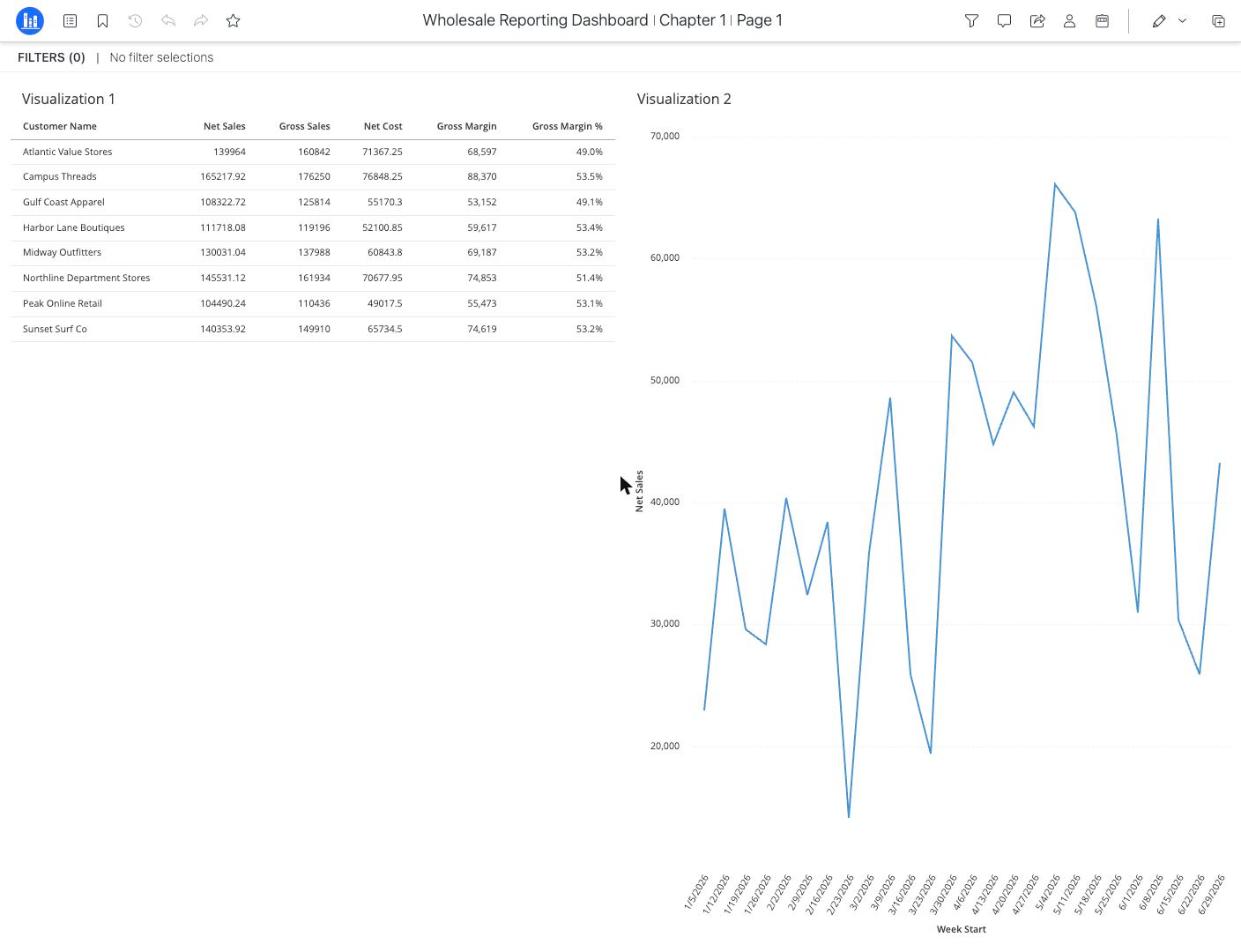 Wholesale Reporting Dashboard | Chapter 1 | Page 1
FILTERS (0) | No filter selections
Visualization 1
Customer Name Net Sales Gross Sales Net Cost Gross Margin Gross Margin %
Atlantic Value Stores 139964 160842 71367.25 68,597 49.0%
Campus Threads 165217.92 176250 76848.25 88,370 53.5%
Gulf Coast Apparel 108322.72 125814 55170.3 53,152 49.1%
Harbor Lane Boutiques 111718.08 119196 52100.85 59,617 53.4%
Midway Outfitters 130031.04 137988 60843.8 69,187 53.2%
Northline Department Stores 145531.12 161934 70677.95 74,853 51.4%
Peak Online Retail 104490.24 110436 49017.5 55,473 53.1%
Sunset Surf Co 140353.92 149910 65734.5 74,619 53.2%
Visualization 2
70,000
60,000
50,000
40,000
30,000
20,000
Net Sales
1/5/2026
1/12/2026
1/19/2026
1/26/2026
2/2/2026
2/9/2026
2/16/2026
2/23/2026
3/2/2026
3/9/2026
3/16/2026
3/23/2026
3/30/2026
4/6/2026
4/13/2026
4/20/2026
4/27/2026
5/4/2026
5/11/2026
5/18/2026
5/25/2026
6/1/2026
6/8/2026
6/15/2026
6/22/2026
6/29/2026
Week Start